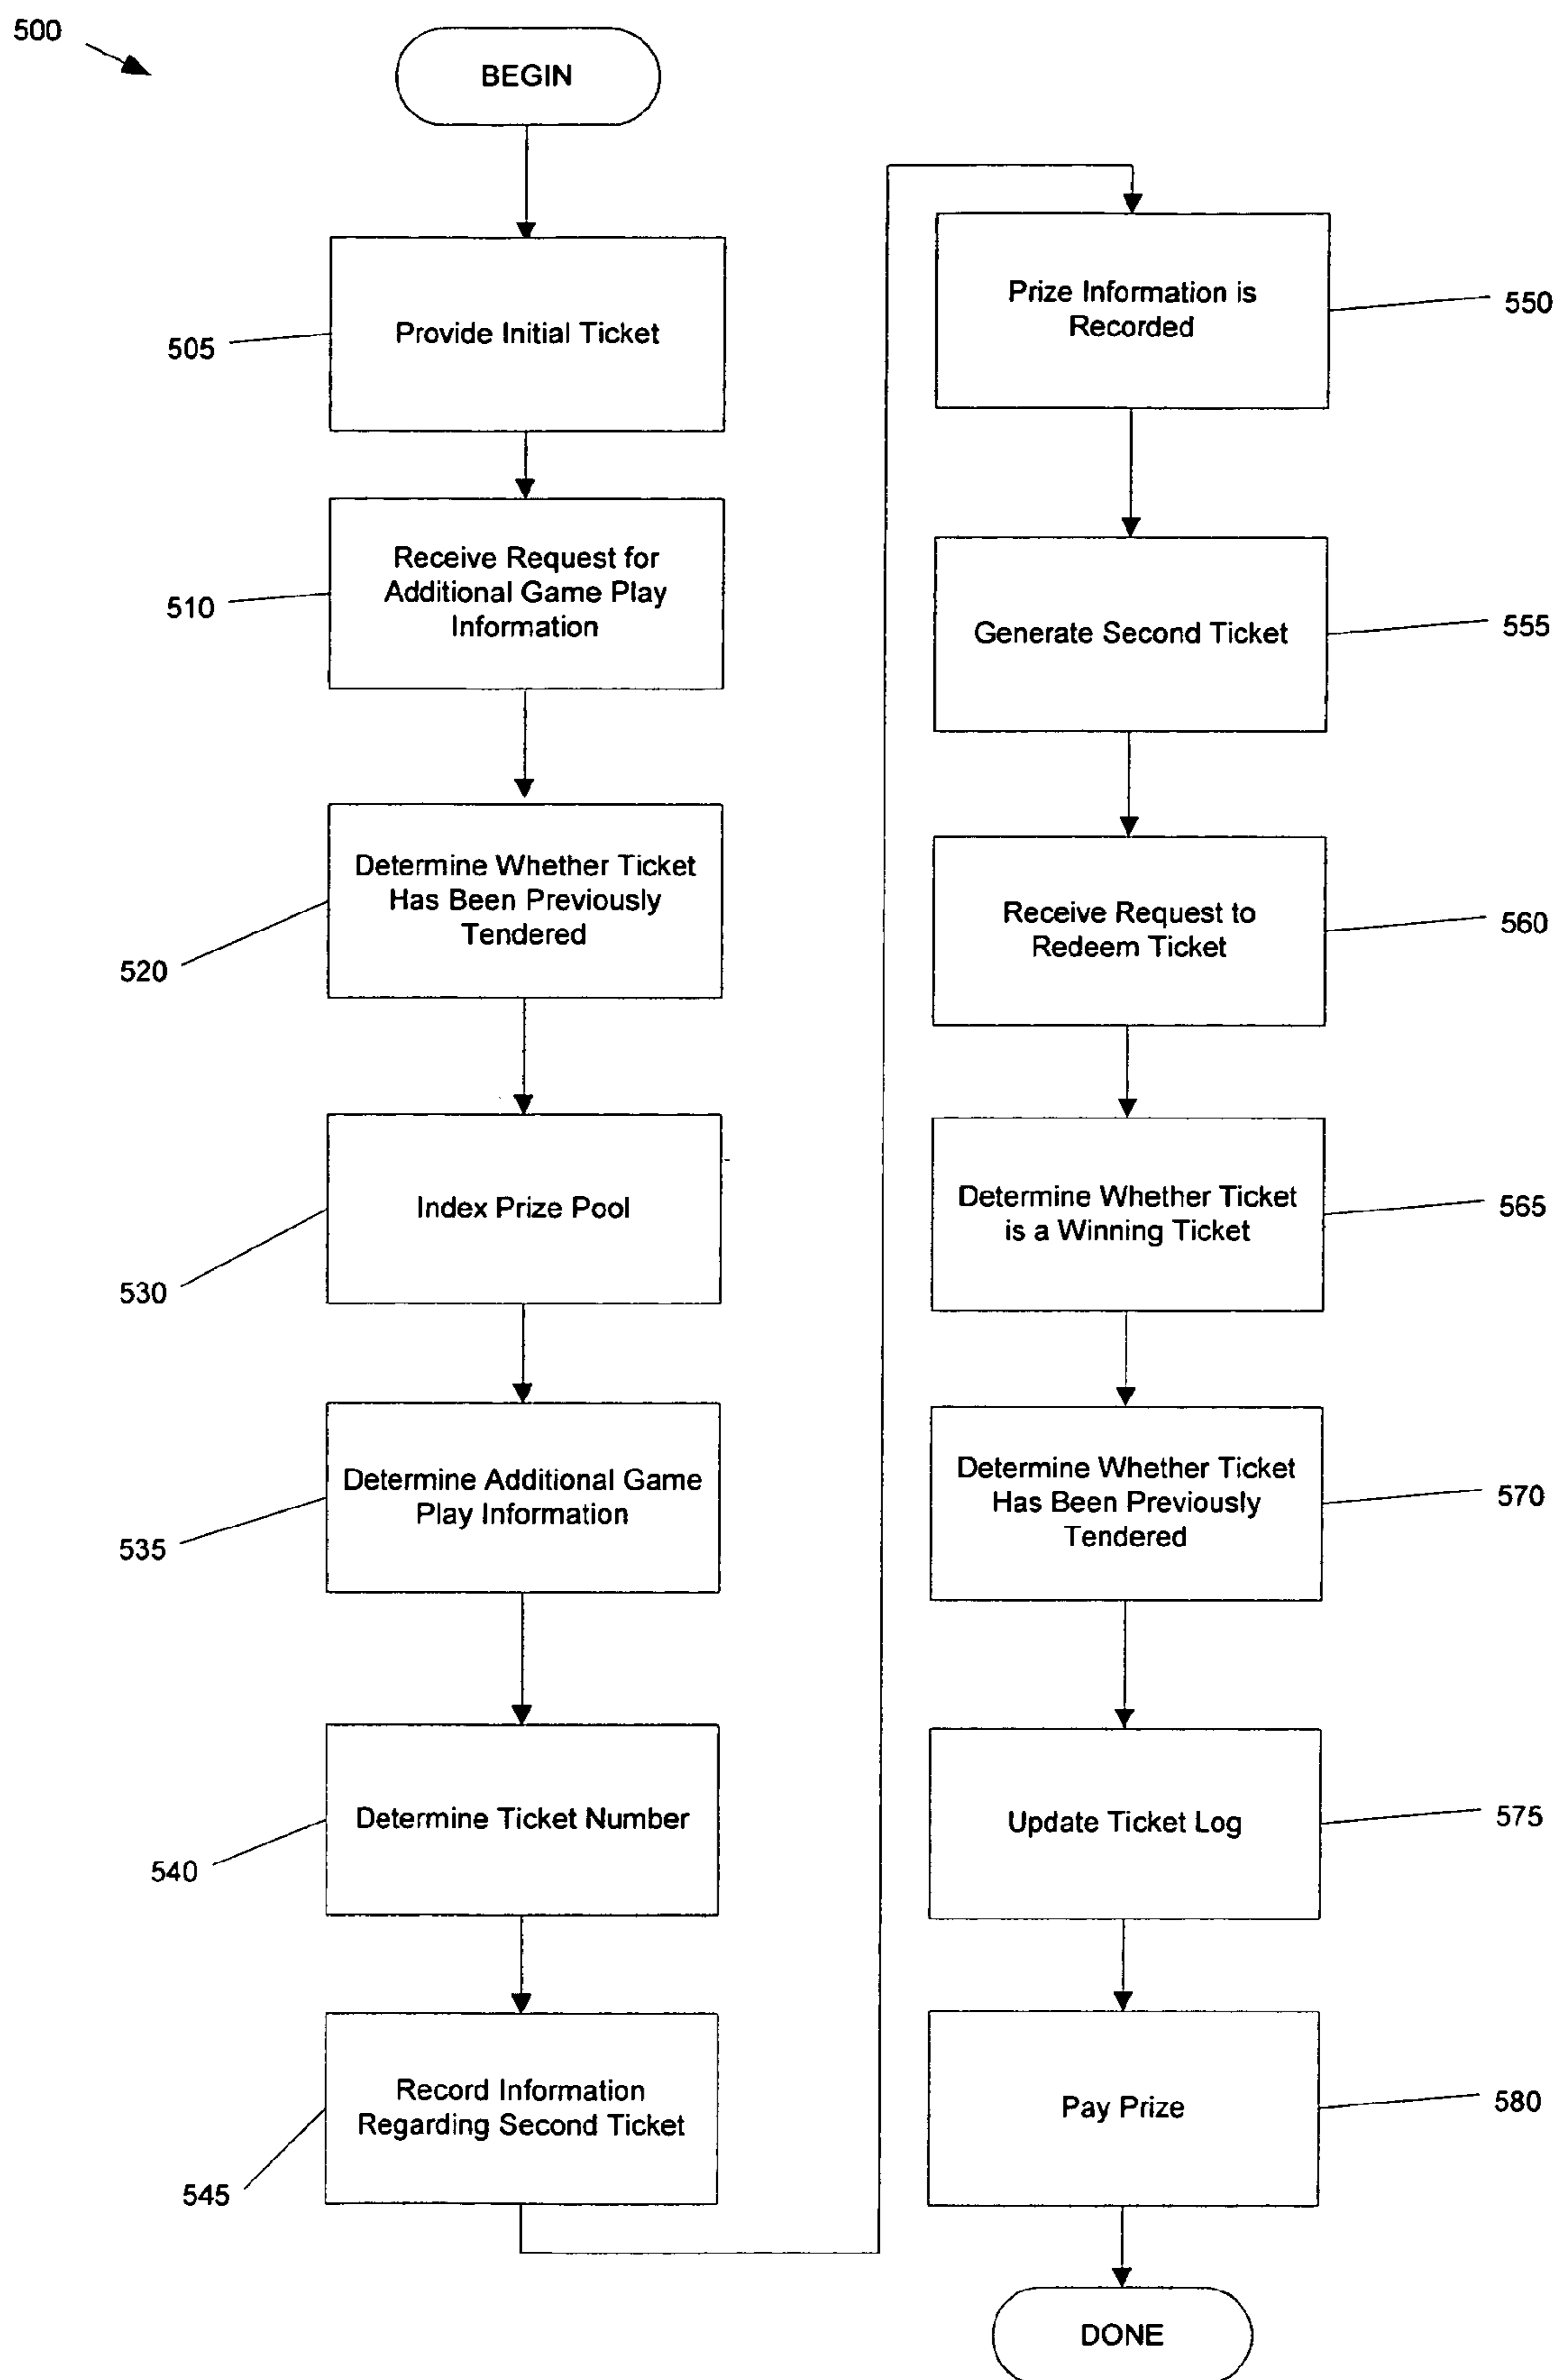 500
BEGIN
505
Provide Initial Ticket
510
Receive Request for
Additional Game Play
Information
520
Determine Whether Ticket
Has Been Previously
Tendered
530
Index Prize Pool
535
Determine Additional Game
Play Information
540
Determine Ticket Number
545
Record Information
Regarding Second Ticket
Prize Information is
Recorded
550
Generate Second Ticket
555
Receive Request to
Redeem Ticket
560
Determine Whether Ticket
is a Winning Ticket
565
Determine Whether Ticket
Has Been Previously
Tendered
570
Update Ticket Log
575
Pay Prize
580
DONE